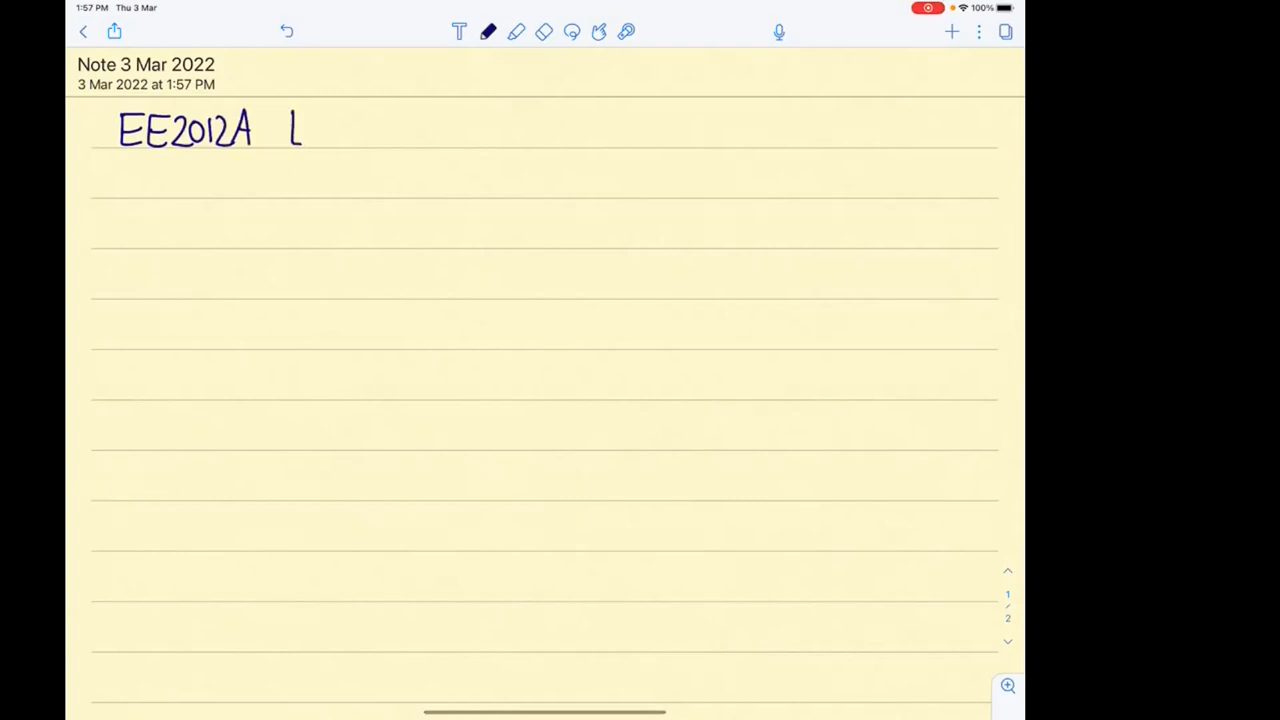 1:57 PM Thu 3 Mar 100%
Note 3 Mar 2022
3 Mar 2022 at 1:57 PM
EE2012A L
1
/
2